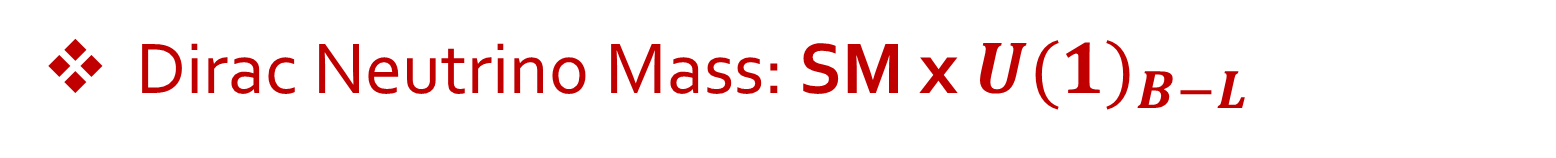 ❖ Dirac Neutrino Mass: SM x U(1)_{B−L}